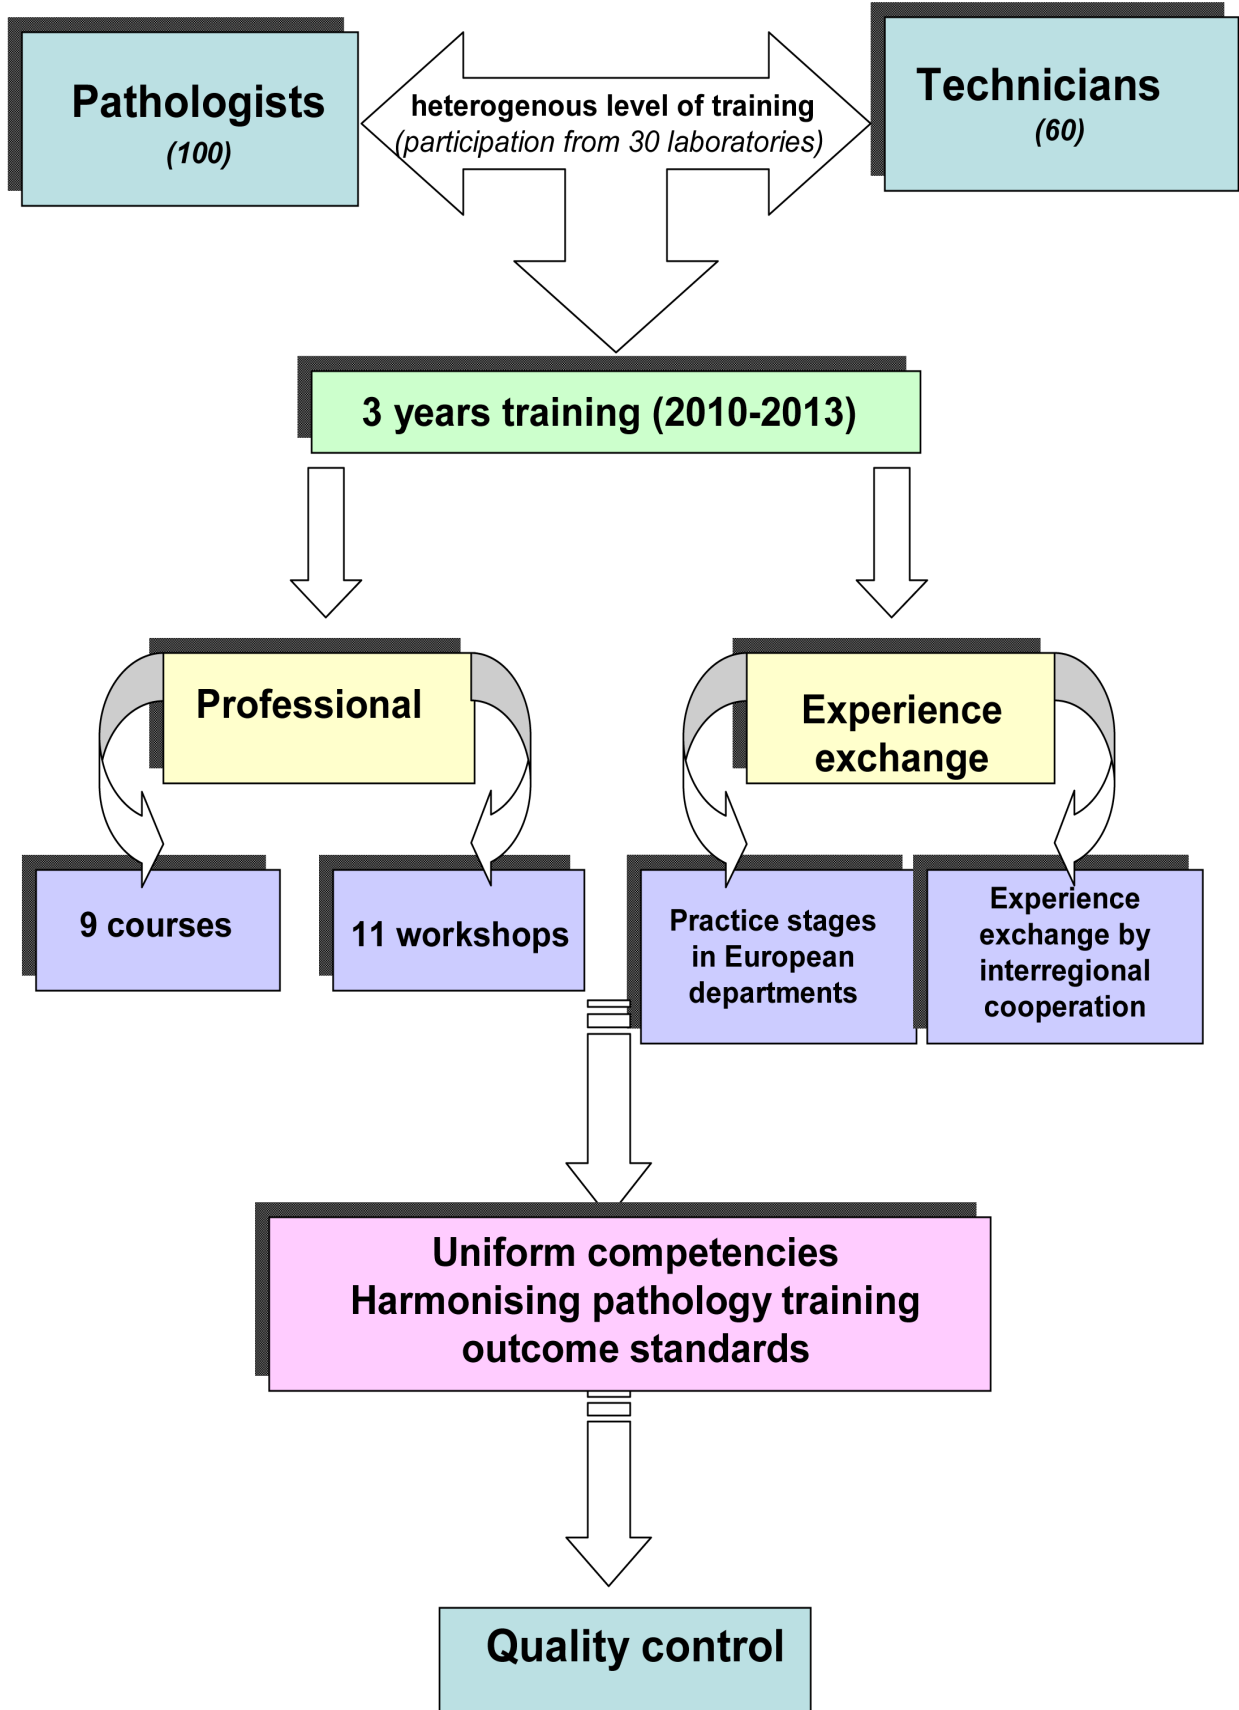 Pathologists
(100)
heterogenous level of training
(participation from 30 laboratories)
Technicians
(60)
3 years training (2010-2013)
Professional
Experience
exchange
9 courses
11 workshops
Practice stages
in European
departments
Experience
exchange by
interregional
cooperation
Uniform competencies
Harmonising pathology training
outcome standards
Quality control